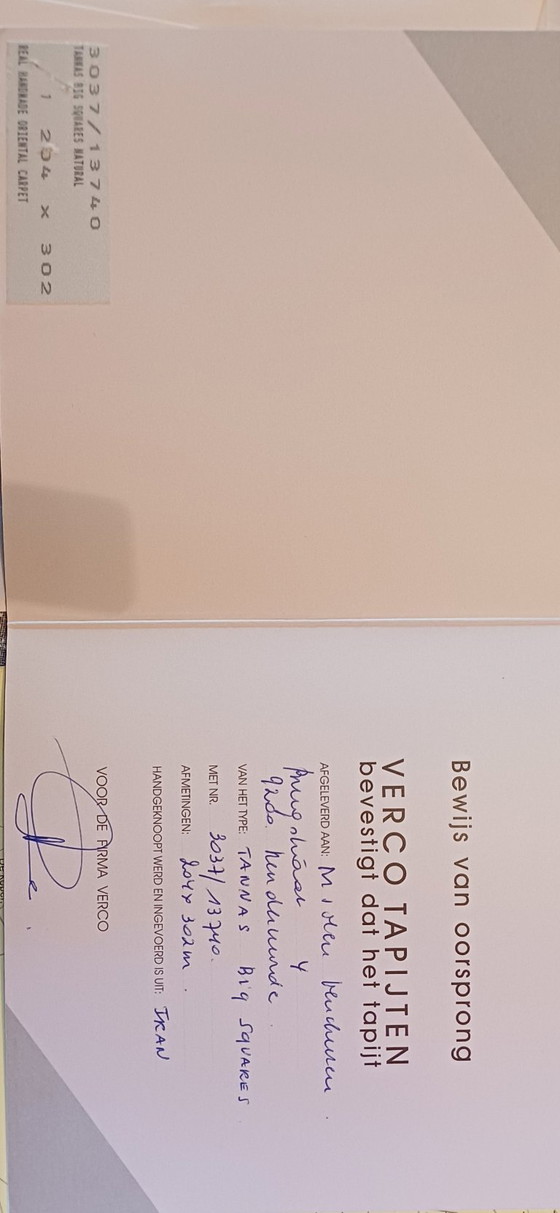 3037/13740
TANNAS BIG SQUARES NATURAL
1 204 x 302
REAL HANDMADE ORIENTAL CARPET
Bewijs van oorsprong
VERCO TAPIJTEN
bevestigt dat het tapijt
AFGELEVERD AAN:
4
VAN HET TYPE: TANNAS BIG SQUARES
MET NR. 3037/13740.
AFMETINGEN: 204x302m.
HANDGEKNOOPT WERD EN INGEVOERD IS UIT: IRAN
VOOR DE FIRMA VERCO